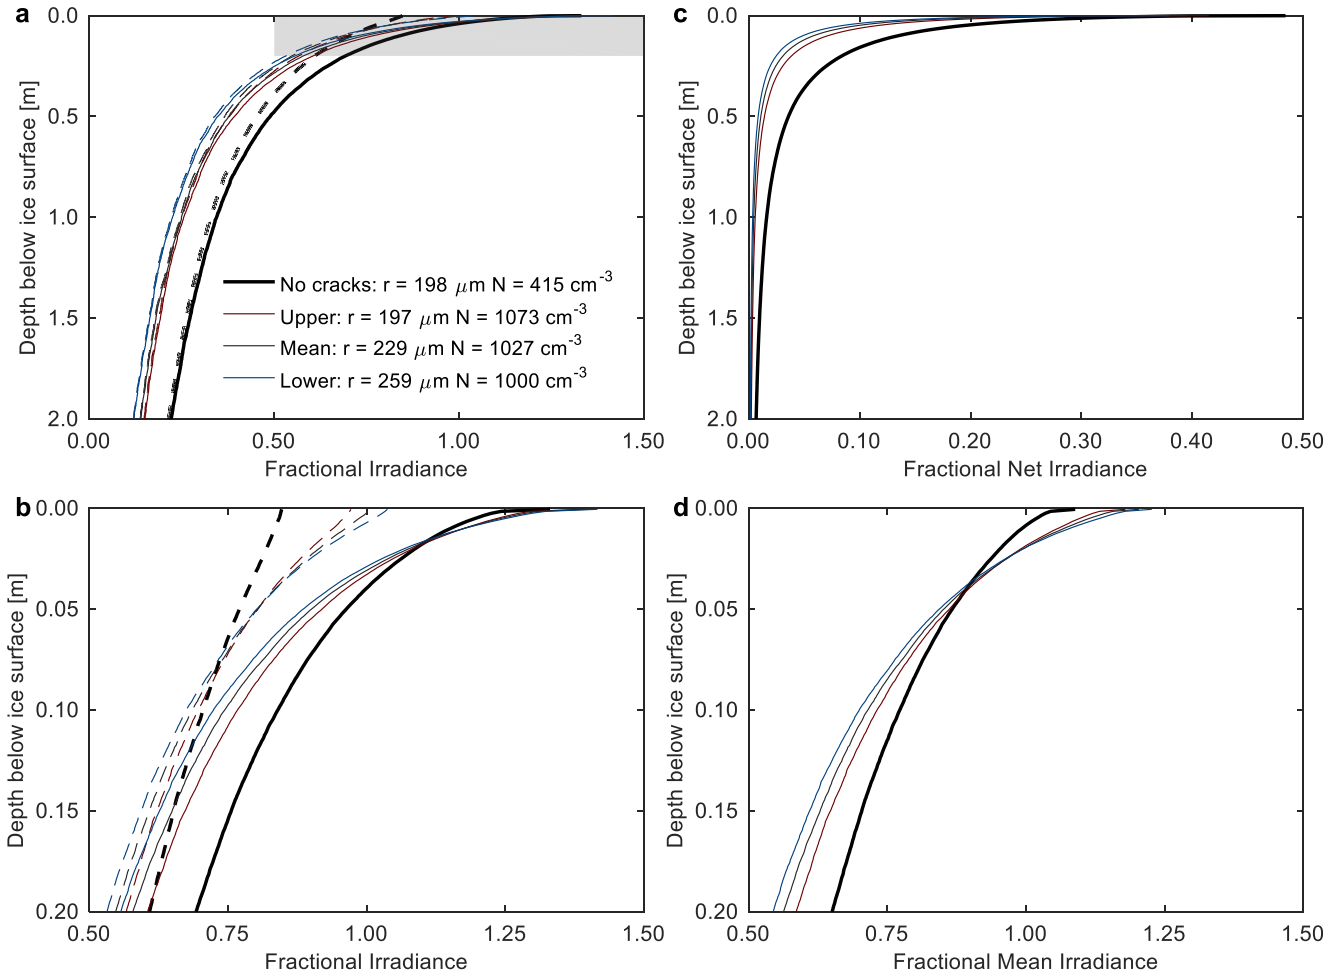 a
0.0
0.5
1.0
1.5
2.0
Depth below ice surface [m]
No cracks: r = 198 μm N = 415 cm-3
Upper: r = 197 μm N = 1073 cm-3
Mean: r = 229 μm N = 1027 cm-3
Lower: r = 259 μm N = 1000 cm-3
0.00 0.50 1.00 1.50
Fractional Irradiance
c
0.0
0.5
1.0
1.5
2.0
Depth below ice surface [m]
0.00 0.10 0.20 0.30 0.40 0.50
Fractional Net Irradiance
b
0.00
0.05
0.10
0.15
0.20
Depth below ice surface [m]
0.50 0.75 1.00 1.25 1.50
Fractional Irradiance
d
0.00
0.05
0.10
0.15
0.20
Depth below ice surface [m]
0.50 0.75 1.00 1.25 1.50
Fractional Mean Irradiance